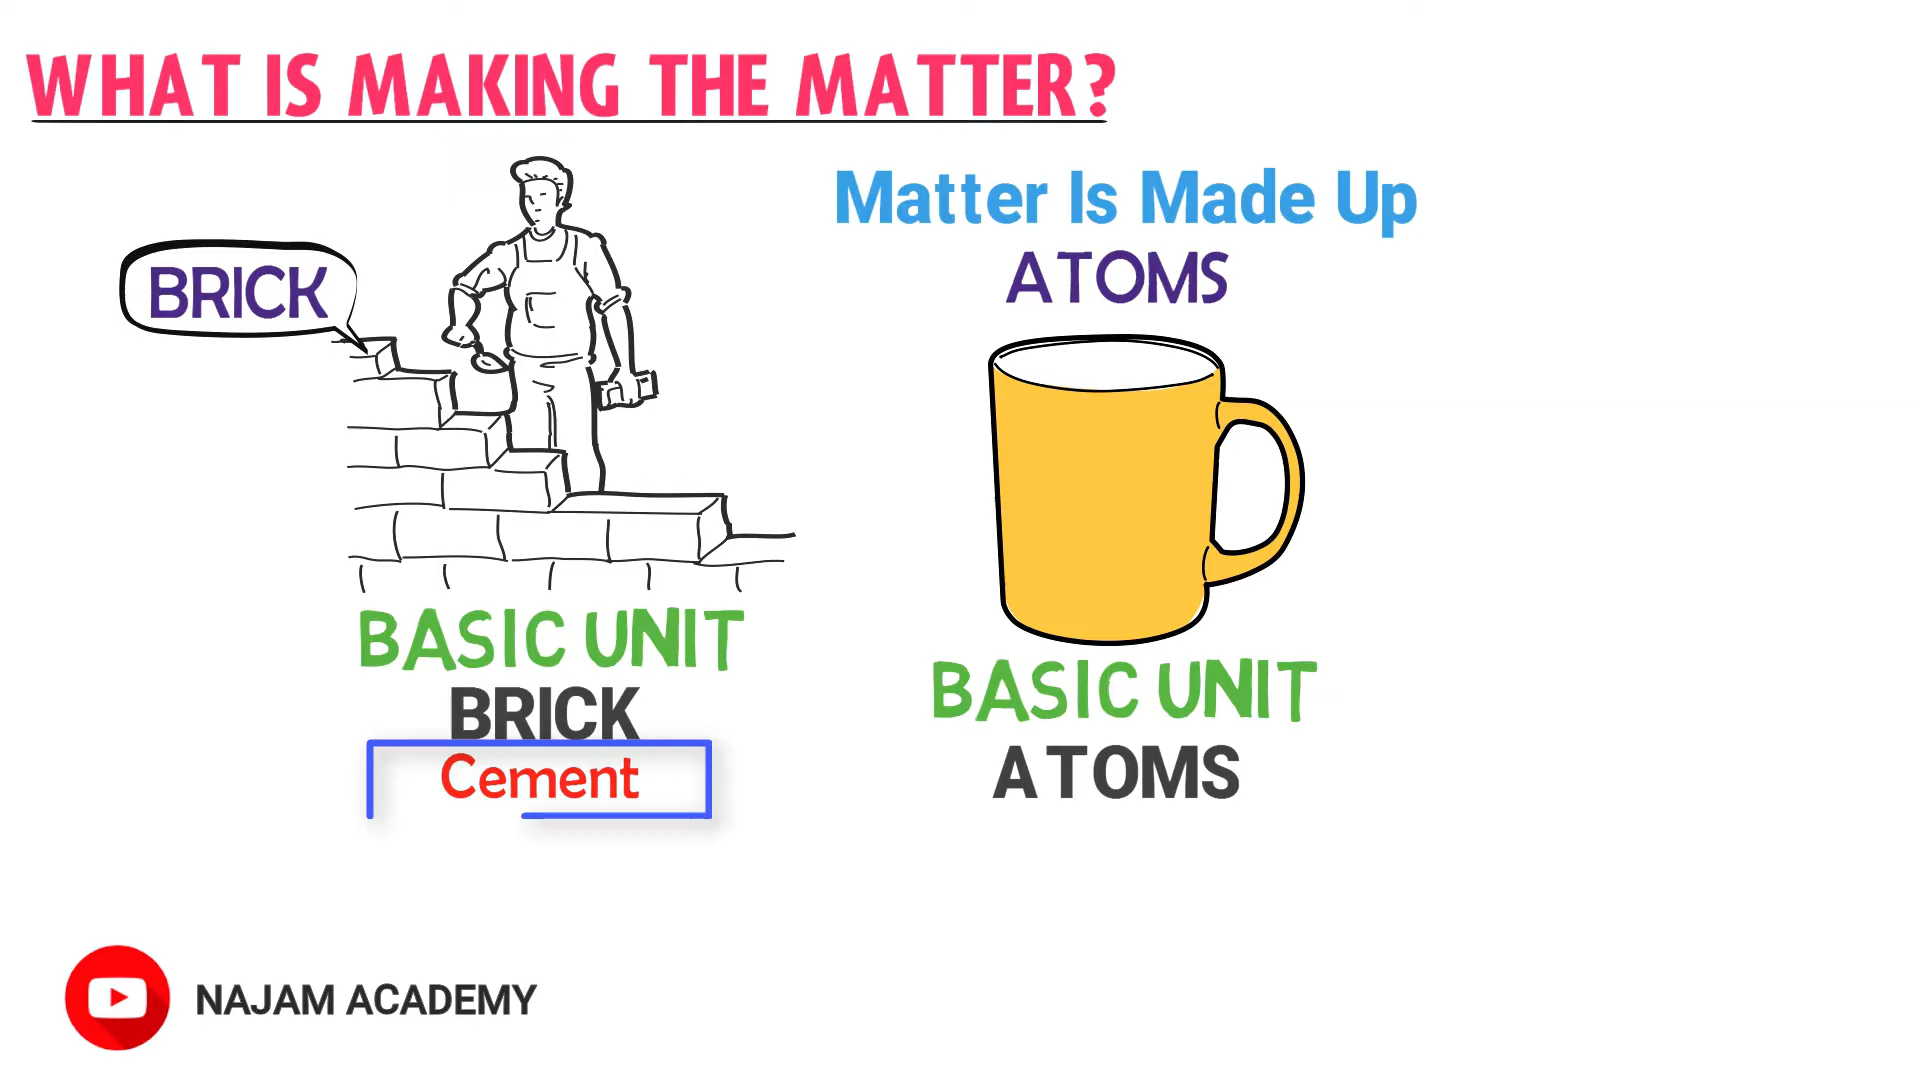 WHAT IS MAKING THE MATTER?
BRICK
BASIC UNIT
BRICK
Cement
Matter Is Made Up
ATOMS
BASIC UNIT
ATOMS
NAJAM ACADEMY